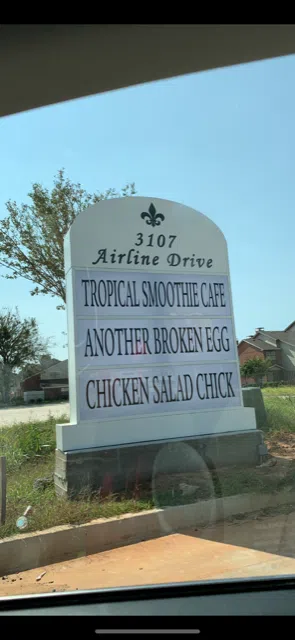 3107
Airline Drive
TROPICAL SMOOTHIE CAFE
ANOTHER BROKEN EGG
CHICKEN SALAD CHICK